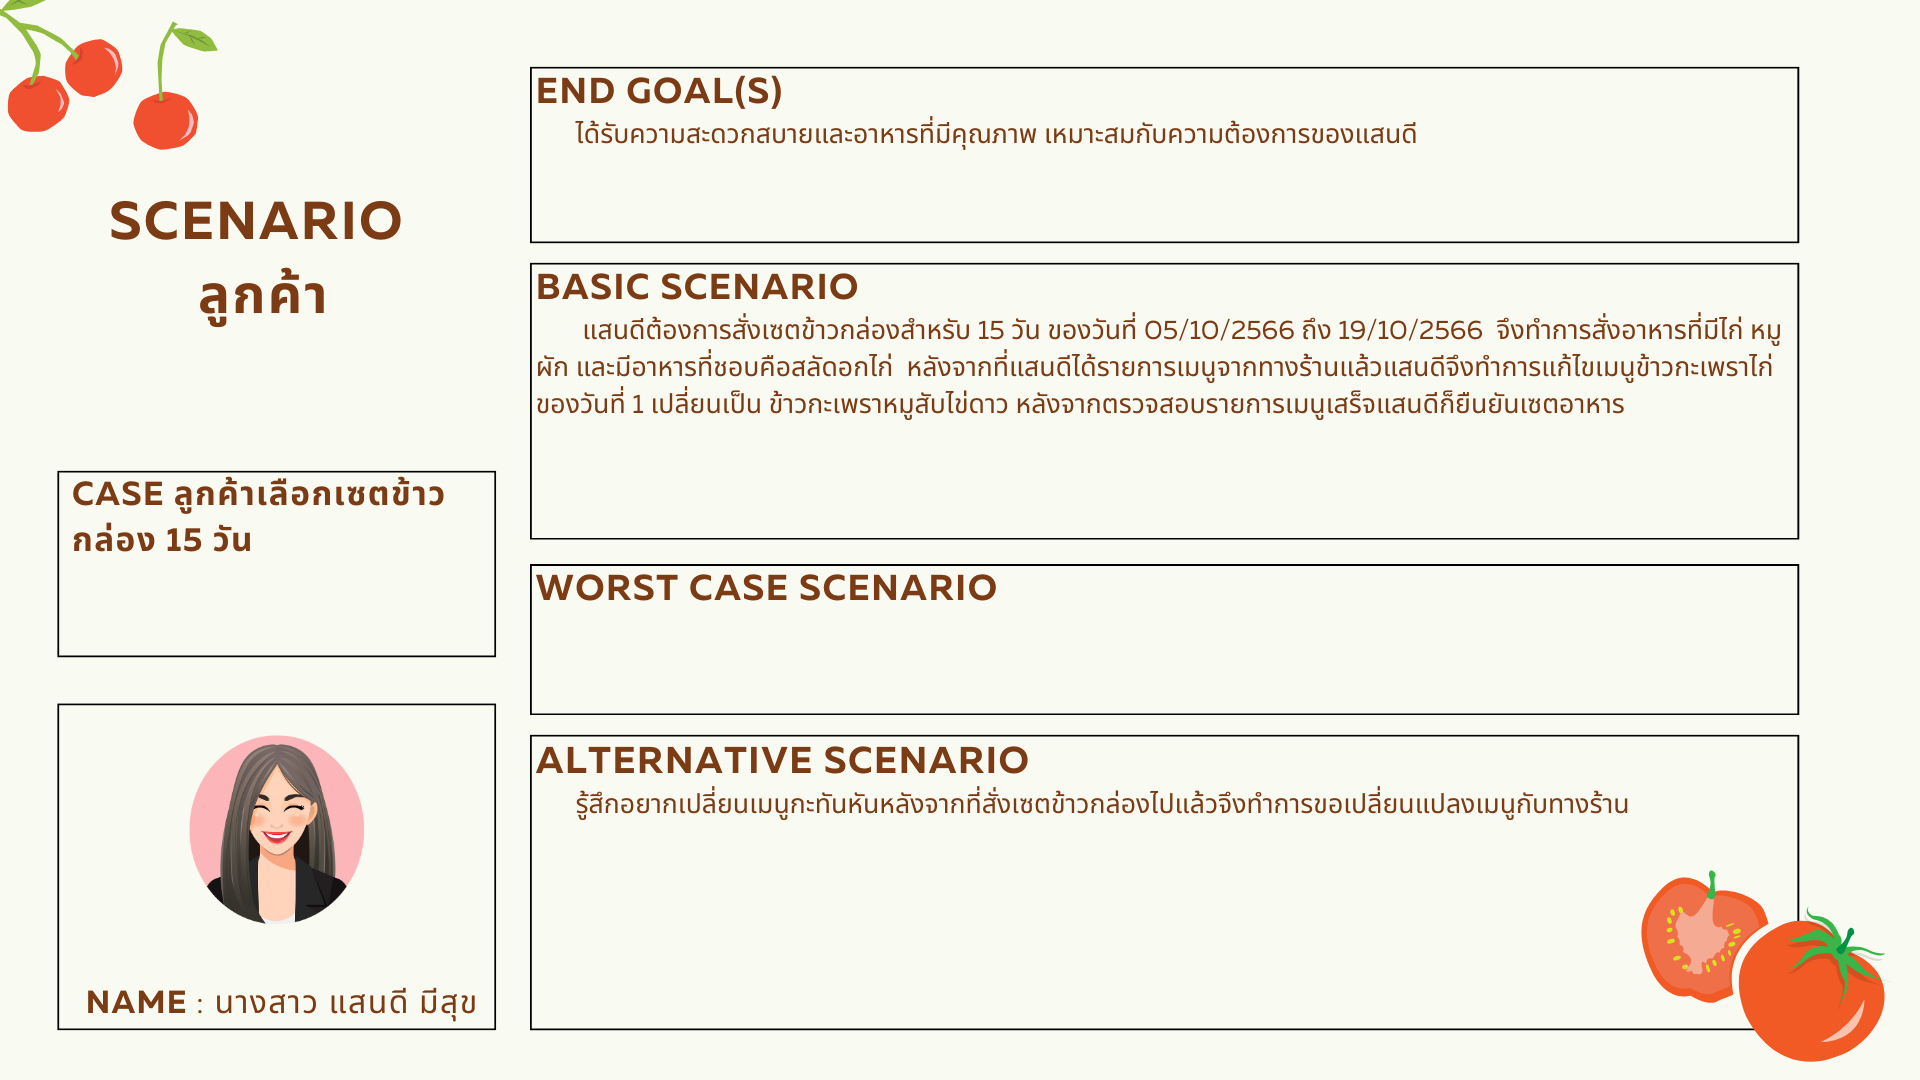 SCENARIO
ลูกค้า
CASE ลูกค้าเลือกเซตข้าว
กล่อง 15 วัน
NAME : นางสาว แสนดี มีสุข
END GOAL(S)
ได้รับความสะดวกสบายและอาหารที่มีคุณภาพ เหมาะสมกับความต้องการของแสนดี
BASIC SCENARIO
แสนดีต้องการสั่งเซตข้าวกล่องสำหรับ 15 วัน ของวันที่ 05/10/2566 ถึง 19/10/2566 จึงทำการสั่งอาหารที่มีไก่ หมู
ผัก และมีอาหารที่ชอบคือสลัดอกไก่ หลังจากที่แสนดีได้รายการเมนูจากทางร้านแล้วแสนดีจึงทำการแก้ไขเมนูข้าวกะเพราไก่
ของวันที่ 1 เปลี่ยนเป็น ข้าวกะเพราหมูสับไข่ดาว หลังจากตรวจสอบรายการเมนูเสร็จแสนดีก็ยืนยันเซตอาหาร
WORST CASE SCENARIO
ALTERNATIVE SCENARIO
รู้สึกอยากเปลี่ยนเมนูกะทันหันหลังจากที่สั่งเซตข้าวกล่องไปแล้วจึงทำการขอเปลี่ยนแปลงเมนูกับทางร้าน